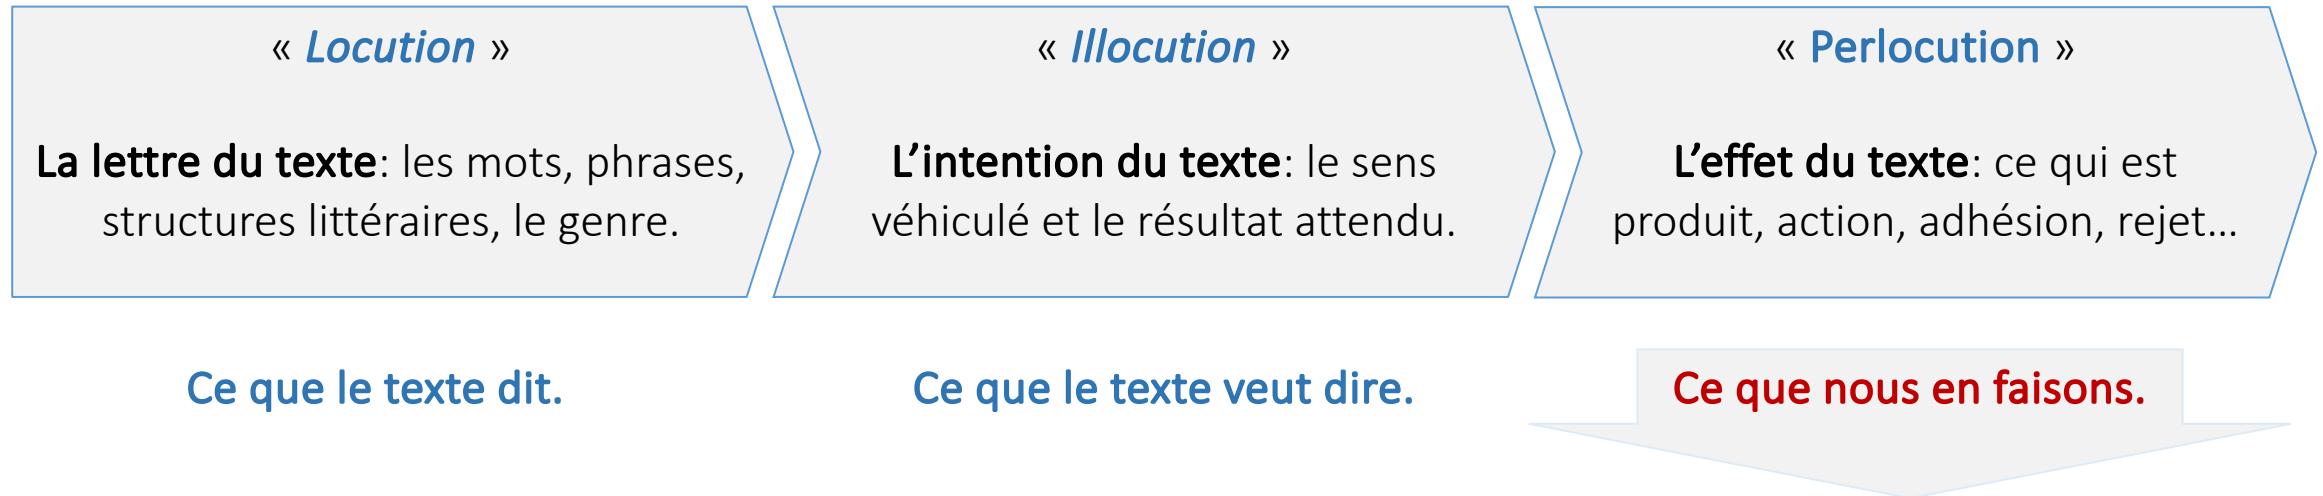 « Locution »
La lettre du texte: les mots, phrases,
structures littéraires, le genre.
Ce que le texte dit.
« Illocution »
L’intention du texte: le sens
véhiculé et le résultat attendu.
Ce que le texte veut dire.
« Perlocution »
L’effet du texte: ce qui est
produit, action, adhésion, rejet…
Ce que nous en faisons.